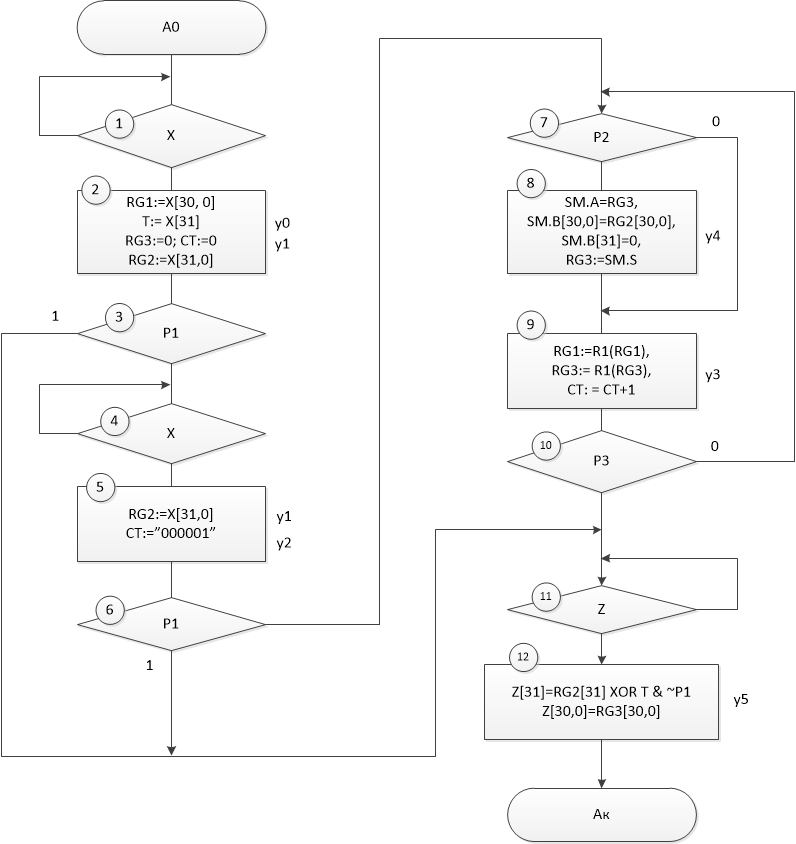 A0
1
X
2
RG1:=X[30, 0]
T:= X[31]
RG3:=0; CT:=0
RG2:=X[31,0]
y0
y1
1
3
P1
4
X
5
RG2:=X[31,0]
CT:=”000001”
y1
y2
6
P1
1
7
P2
0
8
SM.A=RG3,
SM.B[30,0]=RG2[30,0],
SM.B[31]=0,
RG3:=SM.S
y4
9
RG1:=R1(RG1),
RG3:= R1(RG3),
CT: = CT+1
y3
10
P3
0
11
Z
12
Z[31]=RG2[31] XOR T & ~P1
Z[30,0]=RG3[30,0]
y5
Aк